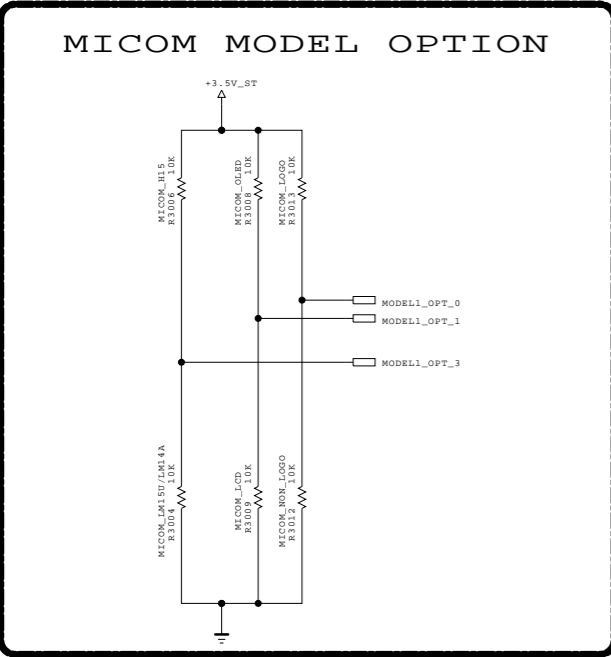 MICOM MODEL OPTION
+3.5V_ST
MICOM_H15
R3006 10K
MICOM_OLED
R3008 10K
MICOM_LOGO
R3013 10K
MODEL1_OPT_0
MODEL1_OPT_1
MODEL1_OPT_3
MICOM_LM15U/LM14A
R3004 10K
MICOM_LCD
R3009 10K
MICOM_NON_LOGO
R3012 10K